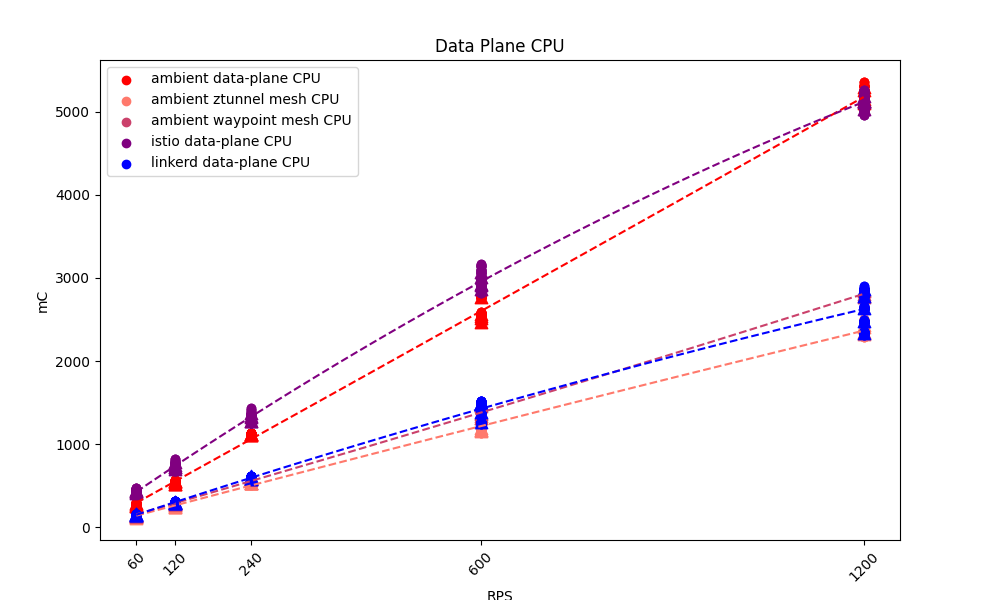 Data Plane CPU
ambient data-plane CPU
ambient ztunnel mesh CPU
ambient waypoint mesh CPU
istio data-plane CPU
linkerd data-plane CPU
mC
5000
4000
3000
2000
1000
0
60
120
240
600
1200
RPS